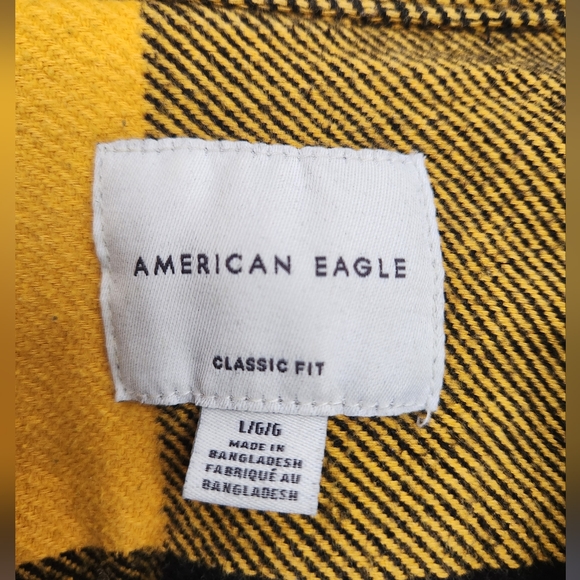 AMERICAN EAGLE
CLASSIC FIT
L/G/G
MADE IN
BANGLADESH
FABRIQUÉ AU
BANGLADESH